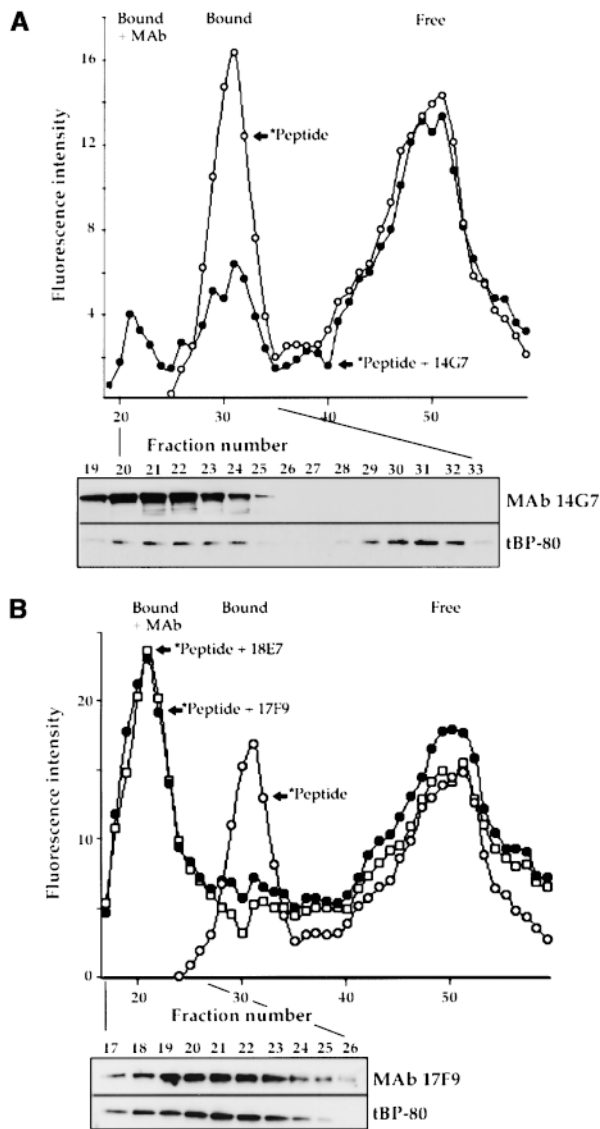 A
Bound
+ MAb
Bound
Free
Fluorescence intensity
16
12
8
4
*Peptide
*Peptide + 14G7
20
30
40
50
Fraction number
19 20 21 22 23 24 25 26 27 28 29 30 31 32 33
MAb 14G7
tBP-80
B
Bound
+ MAb
Bound
Free
Fluorescence intensity
20
10
0
*Peptide + 18E7
*Peptide + 17F9
*Peptide
20
30
40
50
Fraction number
17 18 19 20 21 22 23 24 25 26
MAb 17F9
tBP-80